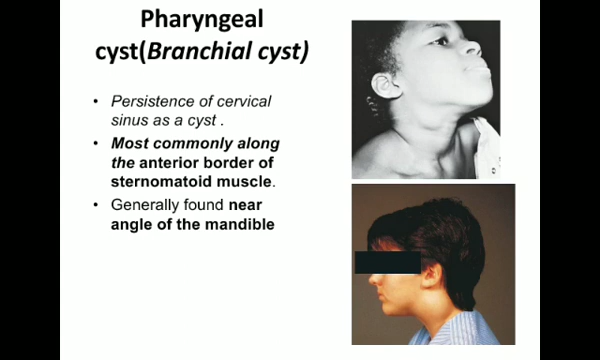 Pharyngeal
cyst(Branchial cyst)
• Persistence of cervical
sinus as a cyst .
• Most commonly along
the anterior border of
sternomatoid muscle.
• Generally found near
angle of the mandible